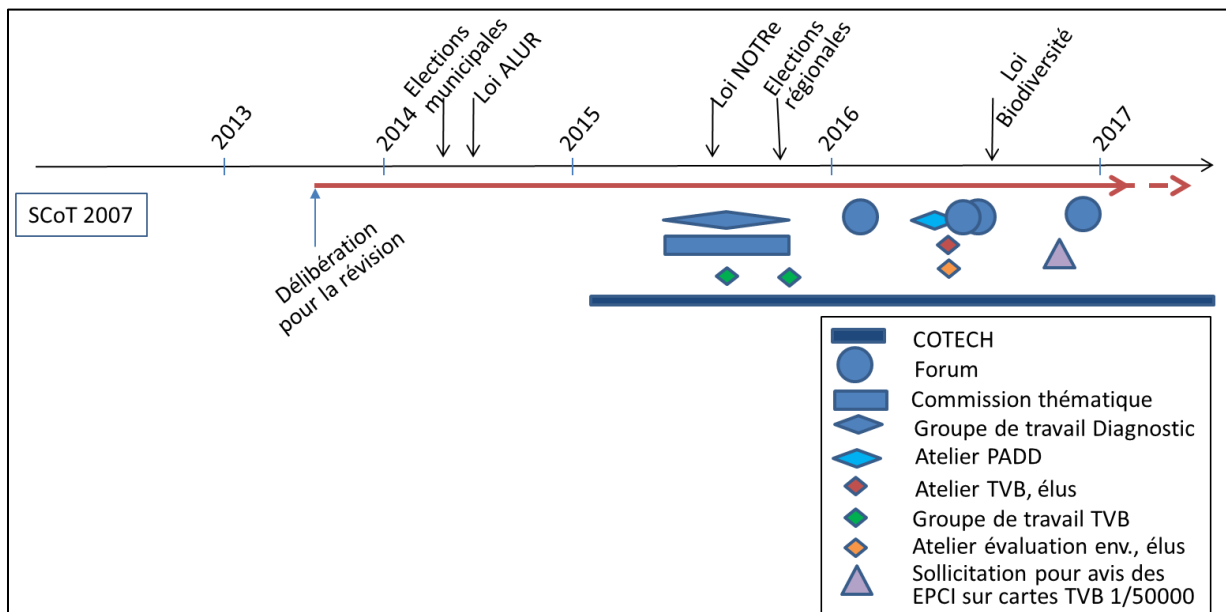 2013
2014
Elections
municipales
Loi ALUR
2015
Loi NOTRe
Elections
régionales
2016
Loi
Biodiversité
2017
SCoT 2007
Délibération
pour la révision
COTECH
Forum
Commission thématique
Groupe de travail Diagnostic
Atelier PADD
Atelier TVB, élus
Groupe de travail TVB
Atelier évaluation env., élus
Sollicitation pour avis des
EPCI sur cartes TVB 1/50000